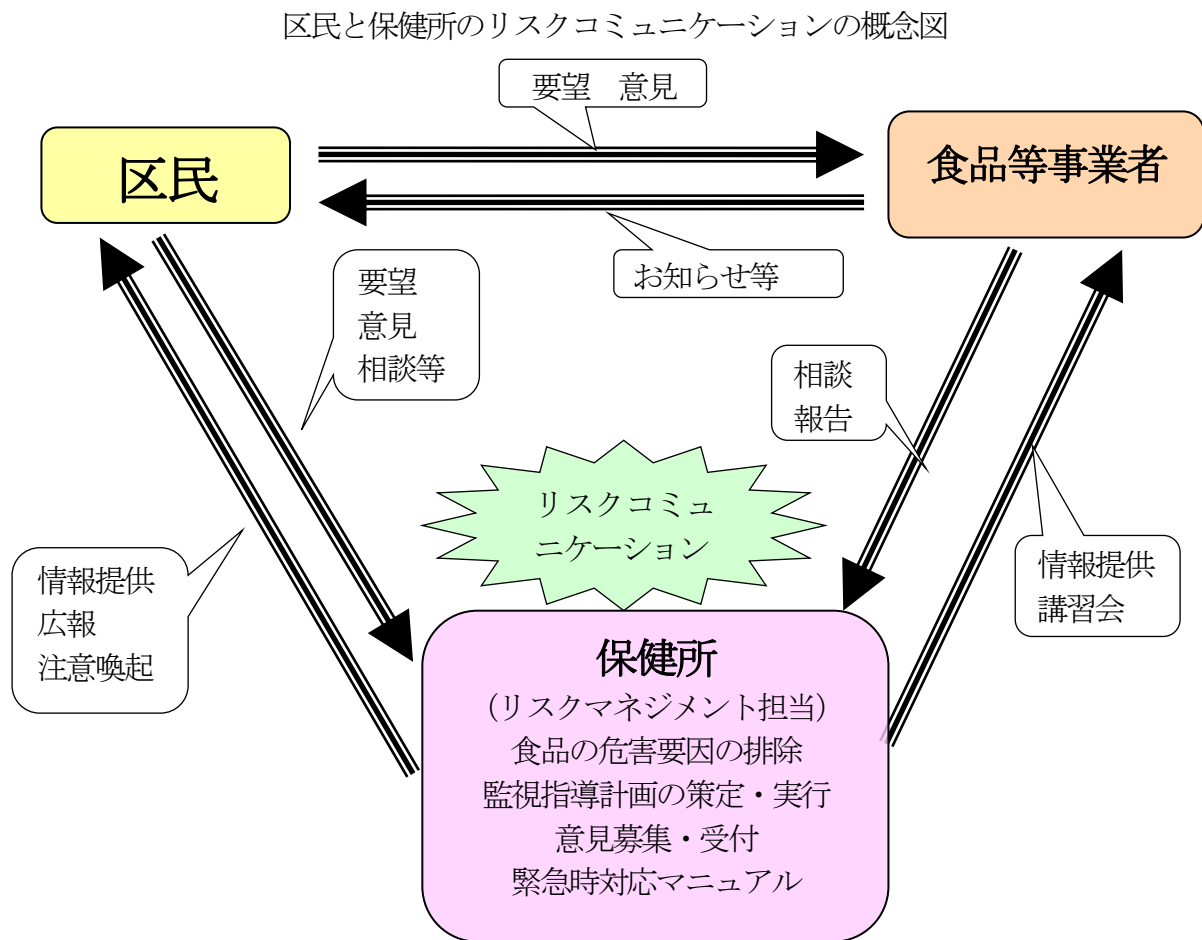 区民と保健所のリスクコミュニケーションの概念図
要望　意見
区民
食品等事業者
お知らせ等
要望
意見
相談等
相談
報告
リスクコミュ
ニケーション
情報提供
広報
注意喚起
情報提供
講習会
保健所
（リスクマネジメント担当）
食品の危害要因の排除
監視指導計画の策定・実行
意見募集・受付
緊急時対応マニュアル